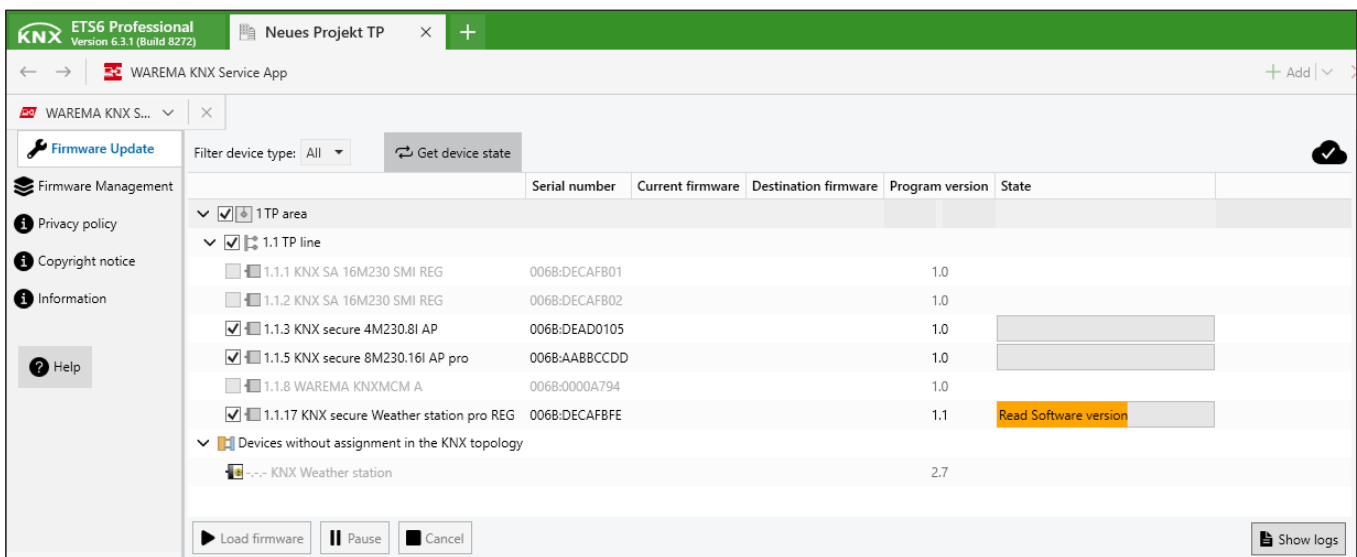 KNX ETS6 Professional Neues Projekt TP
Version 6.3.1 (Build 8272)
WAREMA KNX Service App Add
WAREMA KNX S...
Firmware Update Filter device type: All Get device state
Firmware Management Serial number Current firmware Destination firmware Program version State
Privacy policy 1 TP area
1.1 TP line
Copyright notice 1.1.1 KNX SA 16M230 SMI REG 006B:DECAFB01 1.0
Information 1.1.2 KNX SA 16M230 SMI REG 006B:DECAFB02 1.0
1.1.3 KNX secure 4M230.8I AP 006B:DEAD0105 1.0
Help 1.1.5 KNX secure 8M230.16I AP pro 006B:AABBCCDD 1.0
1.1.8 WAREMA KNXMCM A 006B:0000A794 1.0
1.1.17 KNX secure Weather station pro REG 006B:DECAFBFE 1.1 Read Software version
Devices without assignment in the KNX topology
-.-.- KNX Weather station 2.7
Load firmware Pause Cancel Show logs